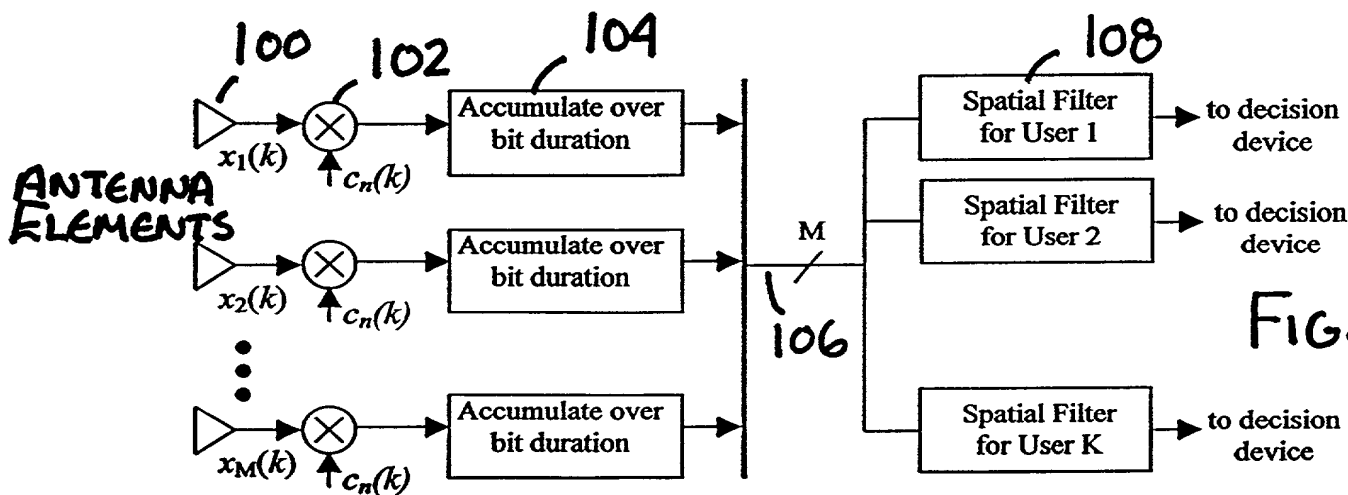 100
102
104
108
Accumulate over
bit duration
Spatial Filter
for User 1
to decision
device
x₁(k)
cₙ(k)
ANTENNA
ELEMENTS
Accumulate over
bit duration
M
Spatial Filter
for User 2
to decision
device
x₂(k)
cₙ(k)
106
FIG.
Accumulate over
bit duration
Spatial Filter
for User K
to decision
device
x_M(k)
cₙ(k)